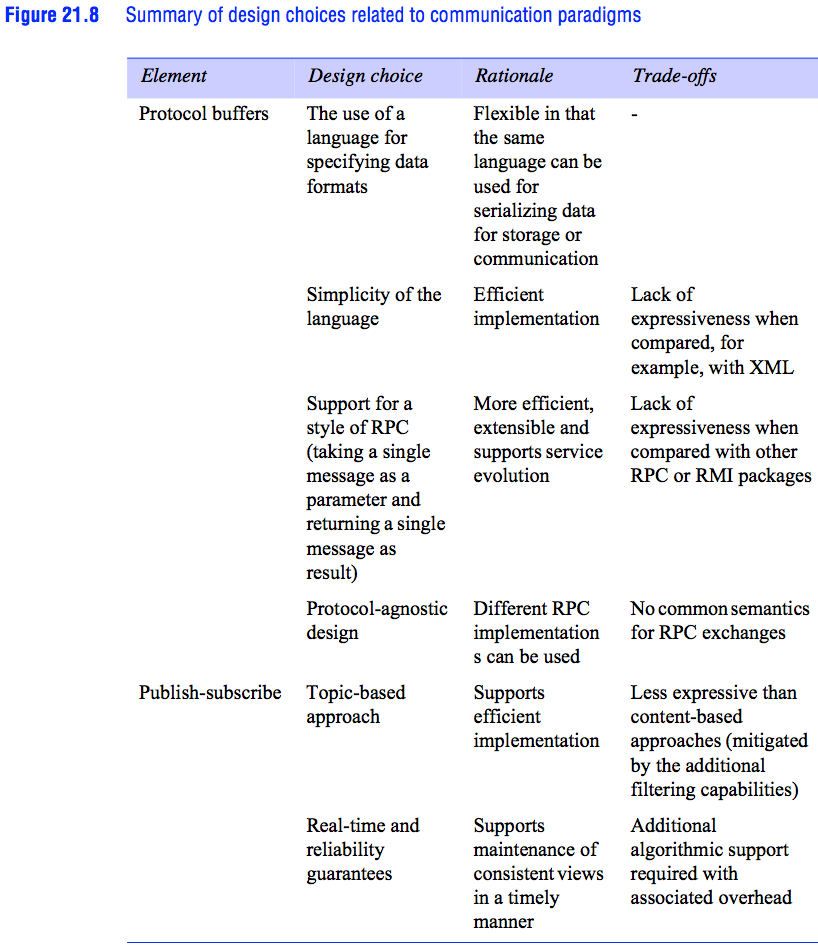 Figure 21.8 Summary of design choices related to communication paradigms
Element Design choice Rationale Trade-offs
Protocol buffers
The use of a
language for
specifying data
formats
Flexible in that
the same
language can be
used for
serializing data
for storage or
communication
-
Simplicity of the
language
Efficient
implementation
Lack of
expressiveness when
compared, for
example, with XML
Support for a
style of RPC
(taking a single
message as a
parameter and
returning a single
message as
result)
More efficient,
extensible and
supports service
evolution
Lack of
expressiveness when
compared with other
RPC or RMI packages
Protocol-agnostic
design
Different RPC
implementation
s can be used
No common semantics
for RPC exchanges
Publish-subscribe
Topic-based
approach
Supports
efficient
implementation
Less expressive than
content-based
approaches (mitigated
by the additional
filtering capabilities)
Real-time and
reliability
guarantees
Supports
maintenance of
consistent views
in a timely
manner
Additional
algorithmic support
required with
associated overhead